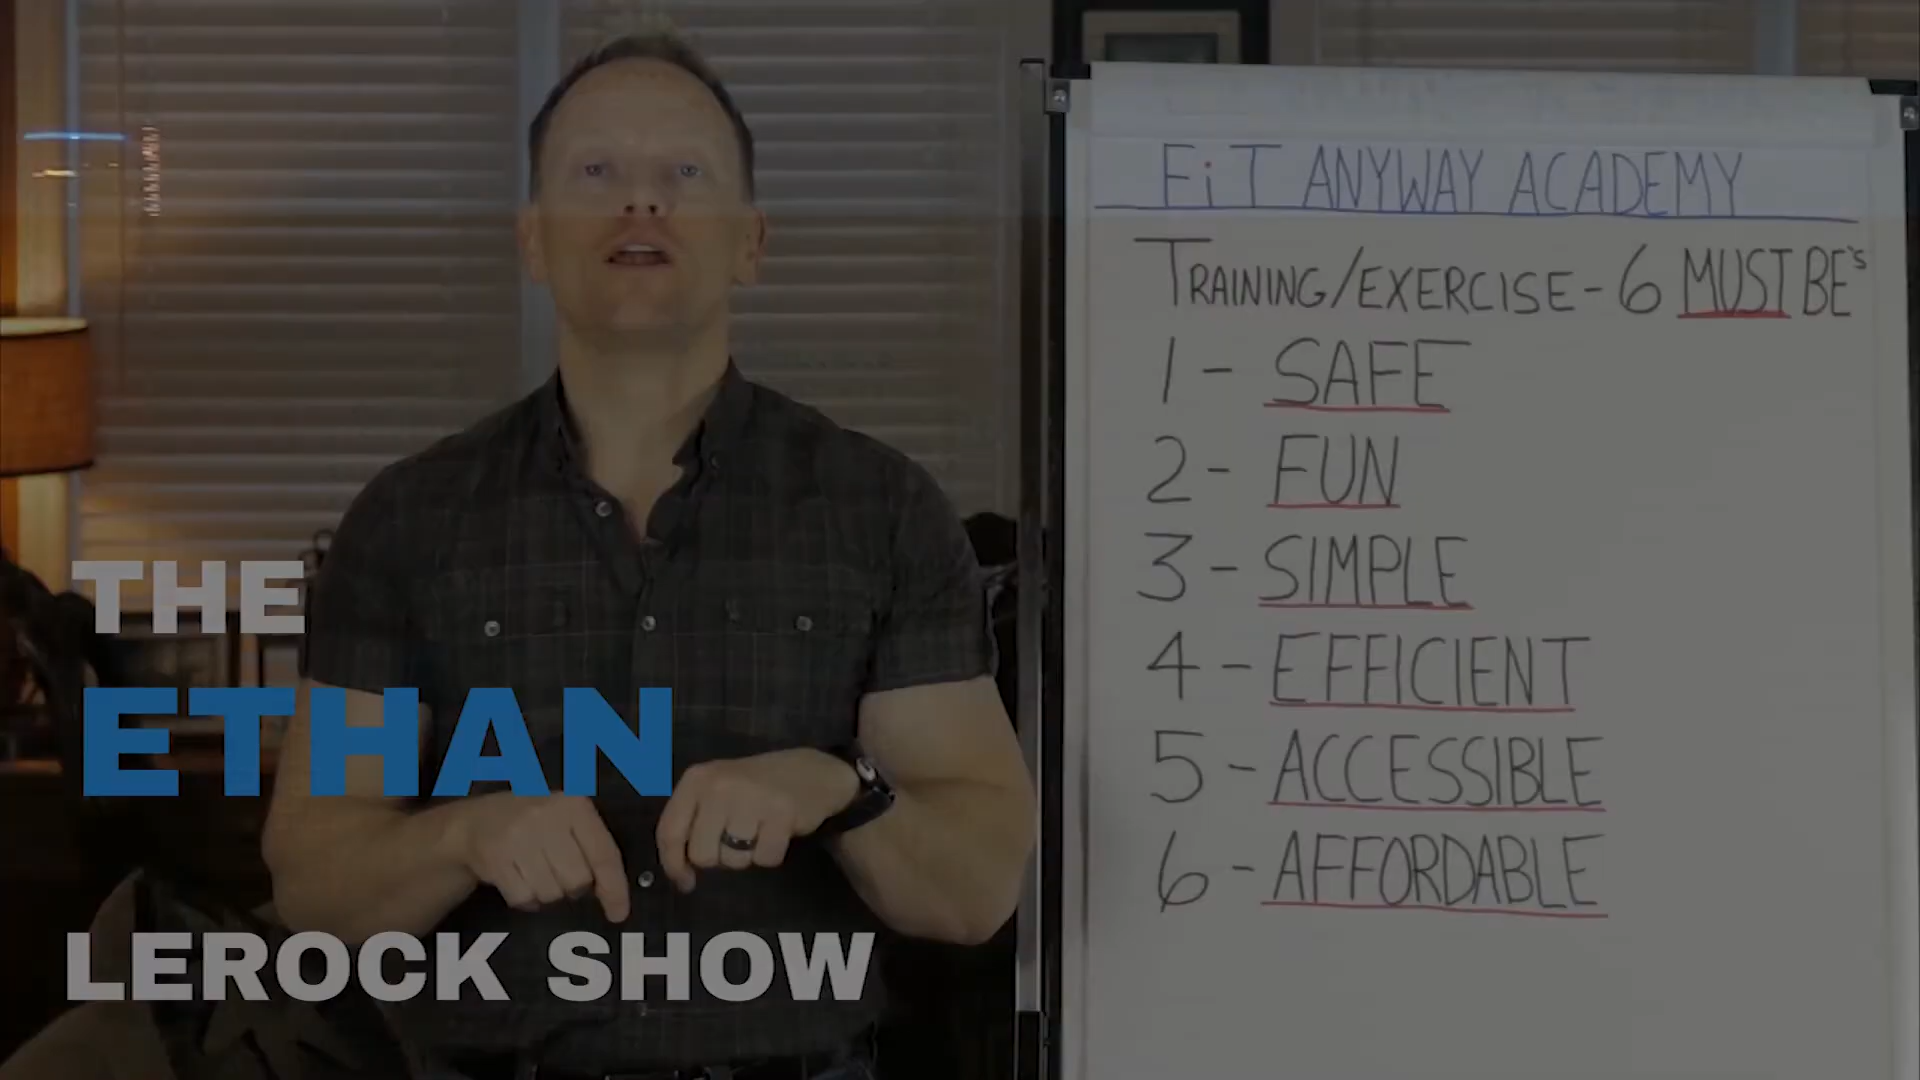 FiT ANYWAY ACADEMY
TRAINING/EXERCISE - 6 MUST BE's
1 - SAFE
2 - FUN
3 - SIMPLE
4 - EFFICIENT
5 - ACCESSIBLE
6 - AFFORDABLE
THE
ETHAN
LEROCK SHOW